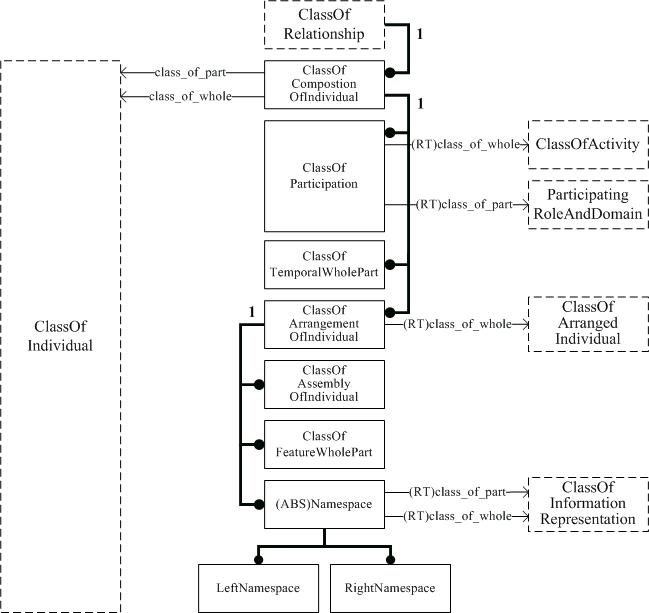 ClassOf
Relationship
1
class_of_part
class_of_whole
ClassOf
Compostion
OfIndividual
1
ClassOf
Participation
(RT)class_of_whole
ClassOfActivity
(RT)class_of_part
Participating
RoleAndDomain
ClassOf
TemporalWholePart
ClassOf
Individual
1
ClassOf
Arrangement
OfIndividual
(RT)class_of_whole
ClassOf
Arranged
Individual
ClassOf
Assembly
OfIndividual
ClassOf
FeatureWholePart
(ABS)Namespace
(RT)class_of_part
(RT)class_of_whole
ClassOf
Information
Representation
LeftNamespace
RightNamespace